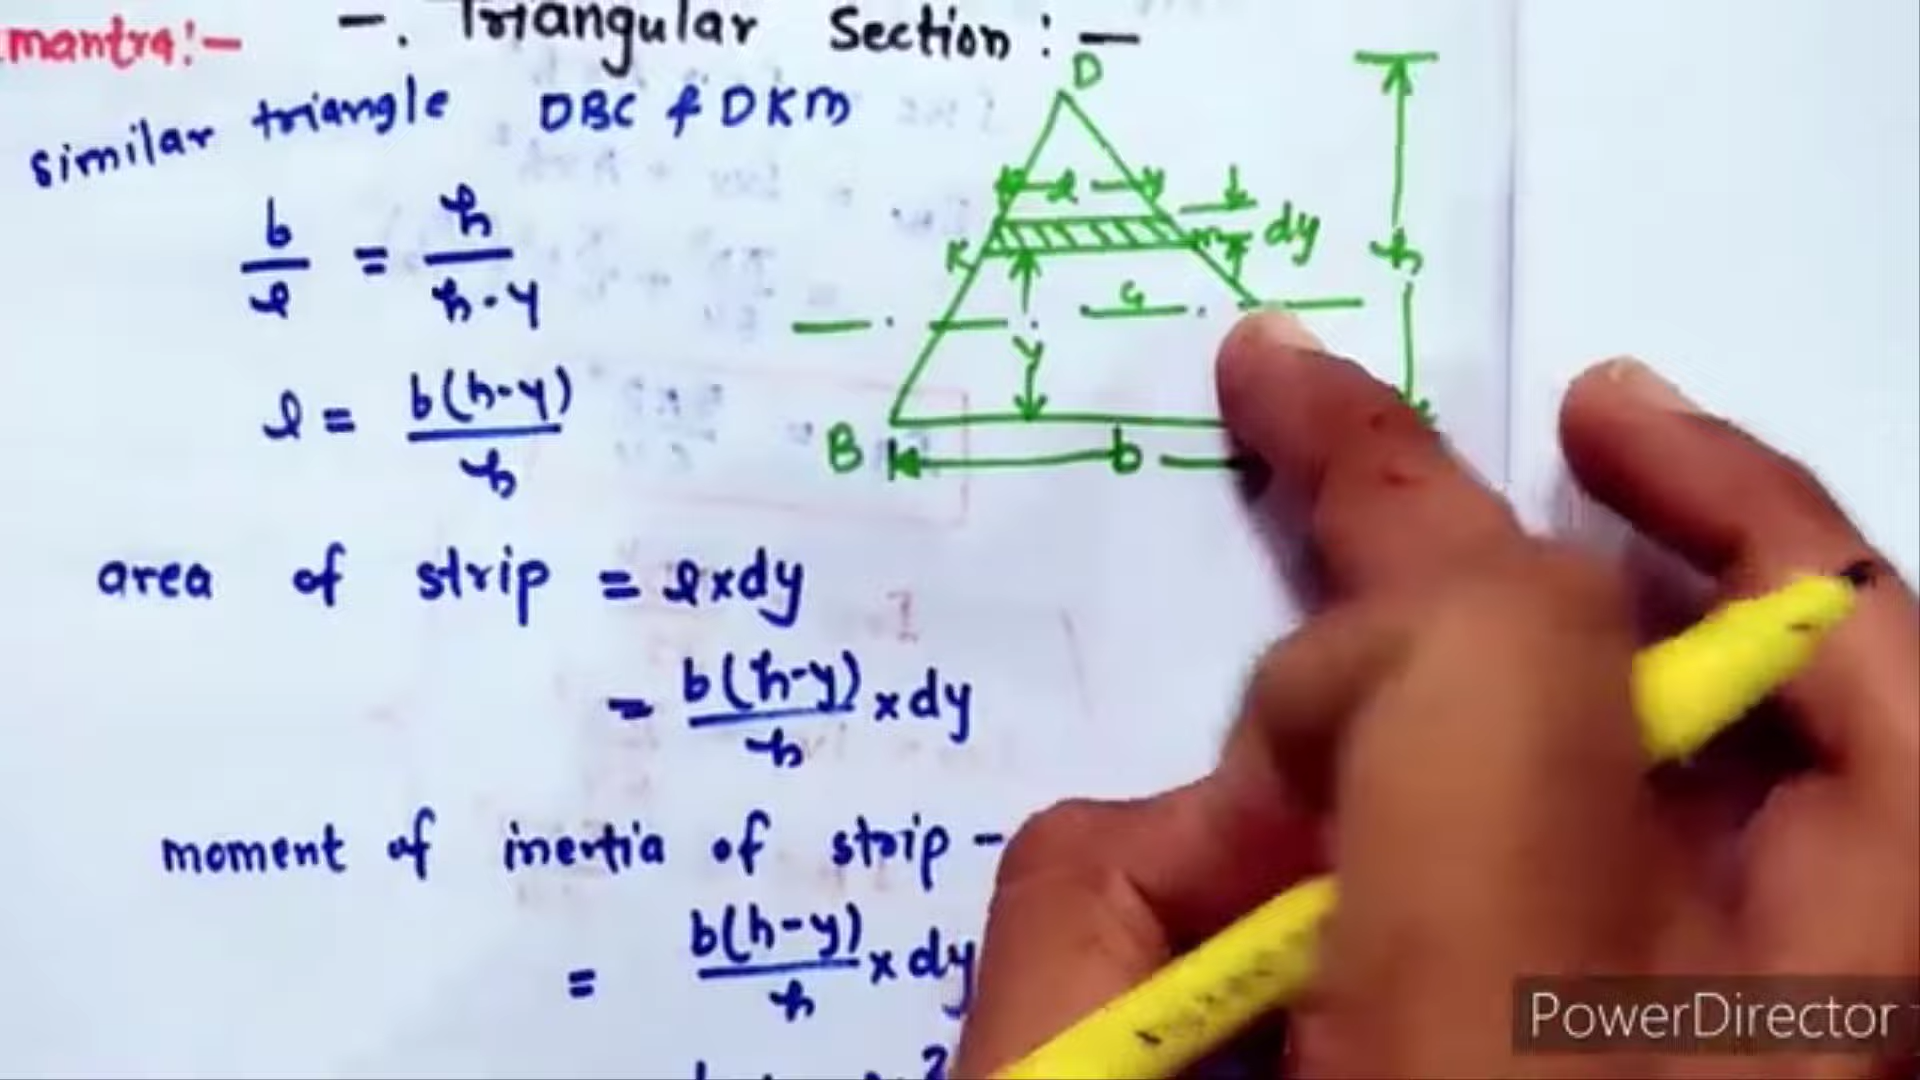 mantra:- -. Triangular Section :-
similar triangle DBC & DKM
b/l = h/h-y
l = b(h-y)/h
area of strip = l x dy
= b(h-y)/h x dy
moment of inertia of strip -
= b(h-y)/h x dy
D
l
dy
K
m
h
G
y
B
b
PowerDirector